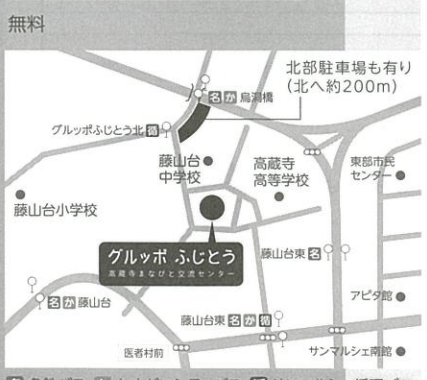 無料
北部駐車場も有り
(北へ約200m)
名か 烏洞橋
グルッポふじとう北 循
藤山台
中学校
高蔵寺
高等学校
東部市民
センター
藤山台小学校
グルッポ ふじとう
高蔵寺まなびと交流センター
藤山台東 名
名か 藤山台
アピタ館
藤山台東 名か循
医者村前
サンマルシェ南館